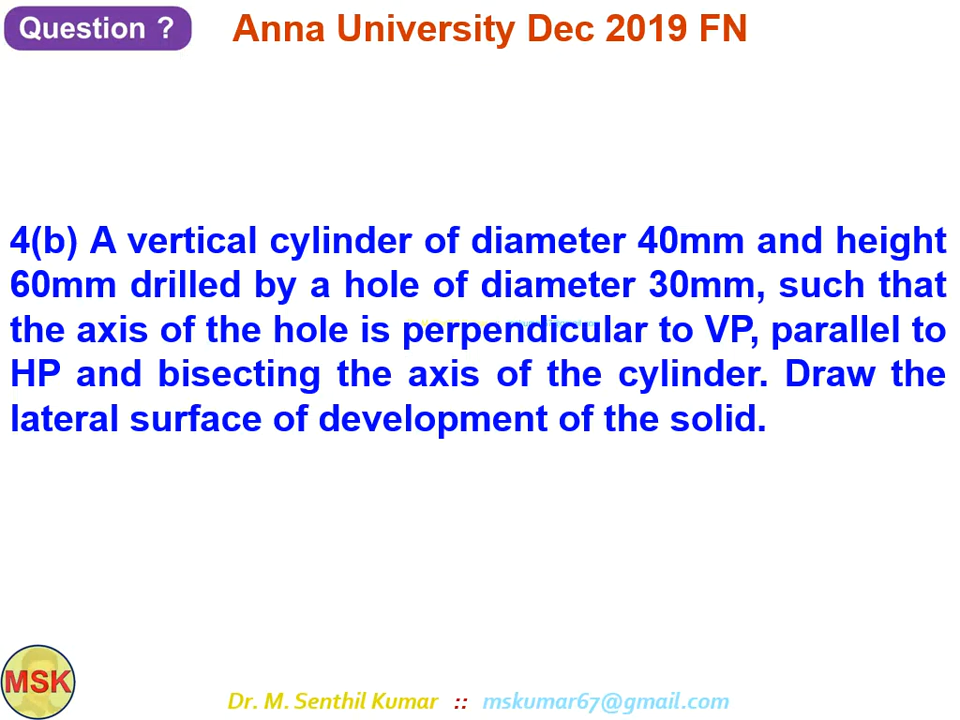 Question ?
Anna University Dec 2019 FN
4(b) A vertical cylinder of diameter 40mm and height
60mm drilled by a hole of diameter 30mm, such that
the axis of the hole is perpendicular to VP, parallel to
HP and bisecting the axis of the cylinder. Draw the
lateral surface of development of the solid.
MSK
Dr. M. Senthil Kumar :: mskumar67@gmail.com